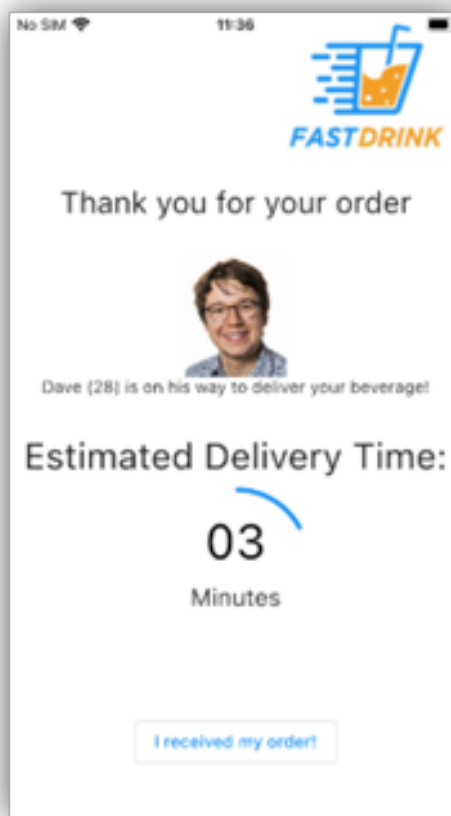 No SIM 11:36
FASTDRINK
Thank you for your order
Dave (28) is on his way to deliver your beverage!
Estimated Delivery Time:
03
Minutes
I received my order!